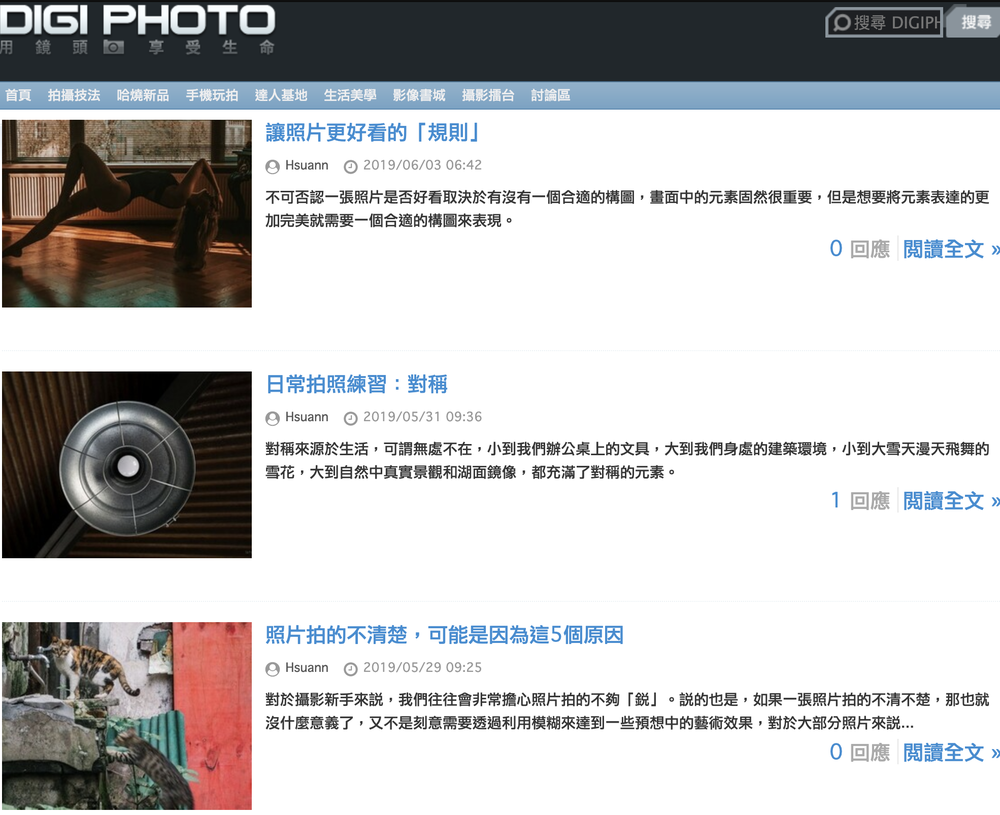 DIGI PHOTO
用鏡頭享受生命
搜尋 DIGIPH
搜尋
首頁 拍攝技法 哈燒新品 手機玩拍 達人基地 生活美學 影像書城 攝影擂台 討論區
讓照片更好看的「規則」
Hsuann 2019/06/03 06:42
不可否認一張照片是否好看取決於有沒有一個合適的構圖，畫面中的元素固然很重要，但是想要將元素表達的更
加完美就需要一個合適的構圖來表現。
0 回應 閱讀全文 »
日常拍照練習：對稱
Hsuann 2019/05/31 09:36
對稱來源於生活，可謂無處不在，小到我們辦公桌上的文具，大到我們身處的建築環境，小到大雪天漫天飛舞的
雪花，大到自然中真實景觀和湖面鏡像，都充滿了對稱的元素。
1 回應 閱讀全文 »
照片拍的不清楚，可能是因為這5個原因
Hsuann 2019/05/29 09:25
對於攝影新手來說，我們往往會非常擔心照片拍的不夠「銳」。說的也是，如果一張照片拍的不清不楚，那也就
沒什麼意義了，又不是刻意需要透過利用模糊來達到一些預想中的藝術效果，對於大部分照片來說...
0 回應 閱讀全文 »